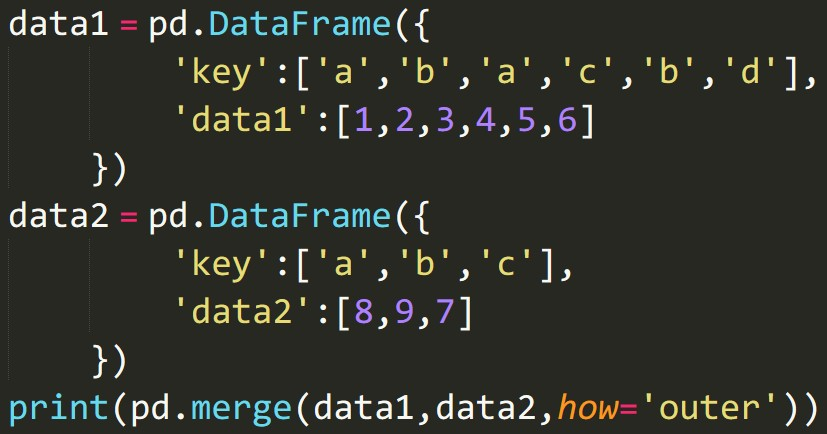 data1 = pd.DataFrame({
        'key':['a','b','a','c','b','d'],
        'data1':[1,2,3,4,5,6]
    })
data2 = pd.DataFrame({
        'key':['a','b','c'],
        'data2':[8,9,7]
    })
print(pd.merge(data1,data2,how='outer'))